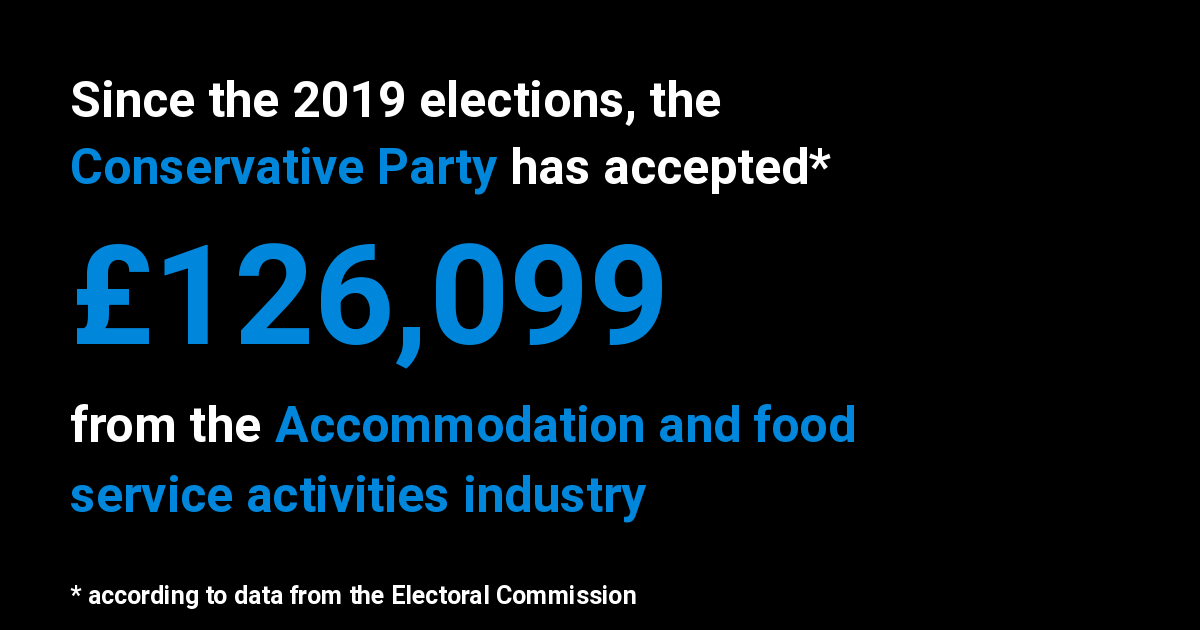 Since the 2019 elections, the
Conservative Party has accepted*
£126,099
from the Accommodation and food
service activities industry
* according to data from the Electoral Commission